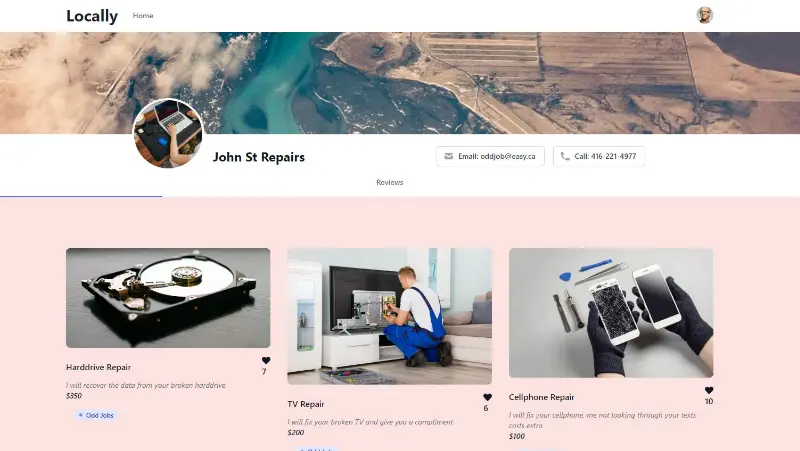 Locally
Home
John St Repairs
Email: oddjob@easy.ca
Call: 416-221-4977
Reviews
Harddrive Repair
7
I will recover the data from your broken harddrive
$350
Odd Jobs
TV Repair
6
I will fix your broken TV and give you a compliment
$200
Odd Jobs
Cellphone Repair
10
I will fix your cellphone, me not looking through your texts
costs extra
$100